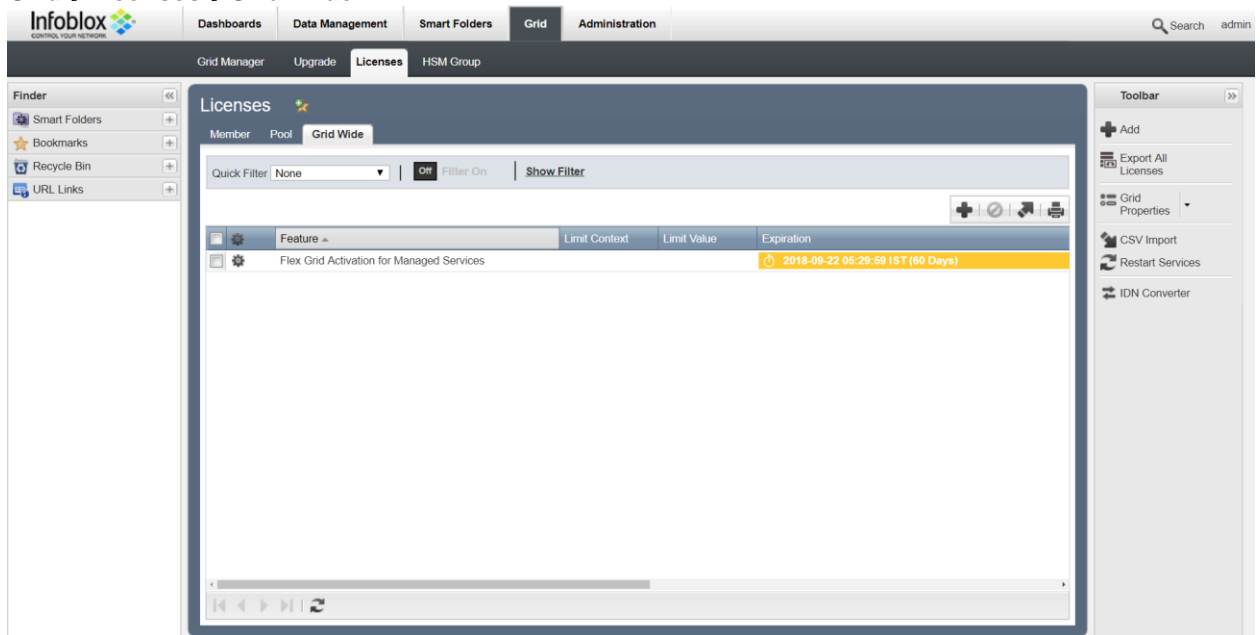 Infoblox
CONTROL YOUR NETWORK
Dashboards Data Management Smart Folders Grid Administration
Search admin
Grid Manager Upgrade Licenses HSM Group
Finder
Smart Folders
Bookmarks
Recycle Bin
URL Links
Licenses
Member Pool Grid Wide
Quick Filter None Off Filter On Show Filter
Feature Limit Context Limit Value Expiration
Flex Grid Activation for Managed Services 2018-09-22 05:29:59 IST (60 Days)
Toolbar
Add
Export All
Licenses
Grid
Properties
CSV Import
Restart Services
IDN Converter